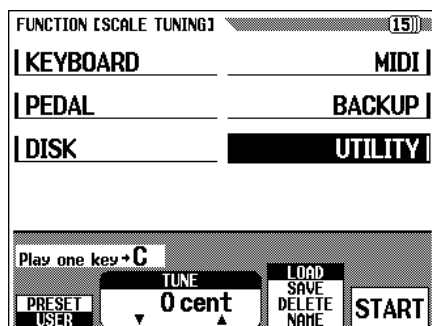 FUNCTION [SCALE TUNING] 15
KEYBOARD MIDI
PEDAL BACKUP
DISK UTILITY
Play one key→C
TUNE
0 cent
▼ ▲
PRESET
USER
LOAD
SAVE
DELETE
NAME
START